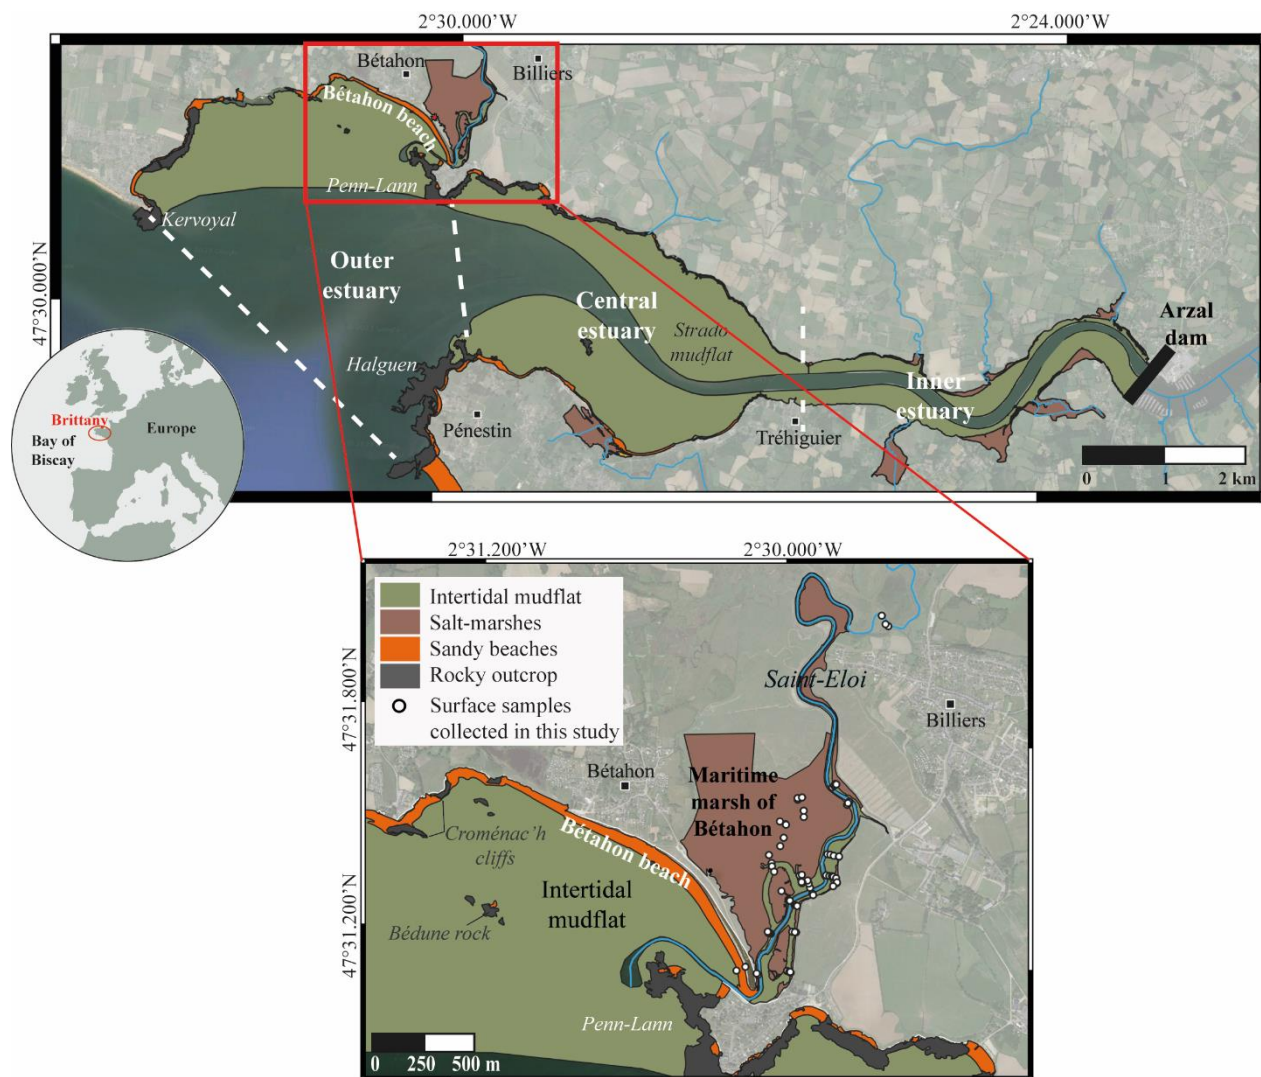 2°30.000’W
2°24.000’W
Bétahon
Billiers
Bétahon beach
Penn-Lann
Kervoyal
47°30.000’N
Outer
estuary
Central
estuary
Strado
mudflat
Arzal
dam
Halguen
Inner
estuary
Brittany
Europe
Bay of
Biscay
Pénestin
Tréhiguier
0 1 2 km
2°31.200’W
2°30.000’W
Intertidal mudflat
Salt-marshes
Sandy beaches
Rocky outcrop
Surface samples
collected in this study
47°31.800’N
Saint-Eloi
Billiers
Bétahon
Maritime
marsh of
Bétahon
Croménac’h
cliffs
Bétahon beach
Intertidal
mudflat
Bédune rock
47°31.200’N
Penn-Lann
0 250 500 m